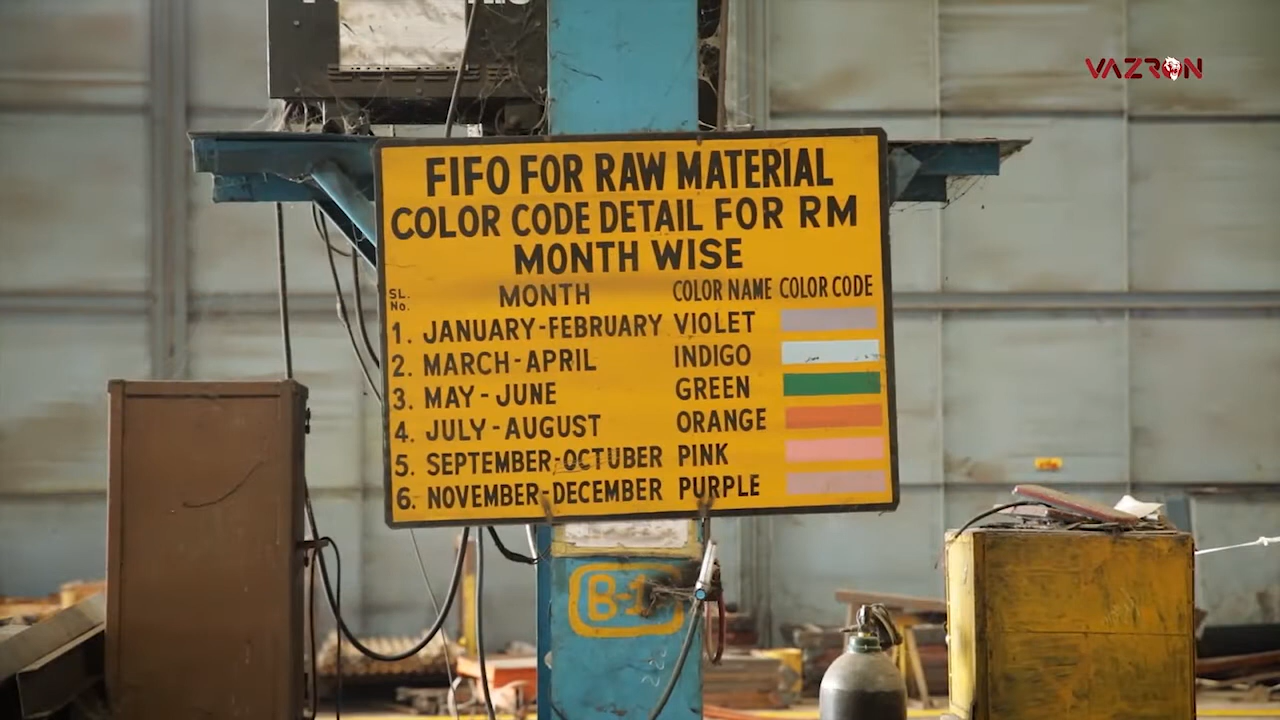 VAZRON
FIFO FOR RAW MATERIAL
COLOR CODE DETAIL FOR RM
MONTH WISE
SL. No. MONTH COLOR NAME COLOR CODE
1. JANUARY-FEBRUARY VIOLET
2. MARCH-APRIL INDIGO
3. MAY-JUNE GREEN
4. JULY-AUGUST ORANGE
5. SEPTEMBER-OCTUBER PINK
6. NOVEMBER-DECEMBER PURPLE
B-1